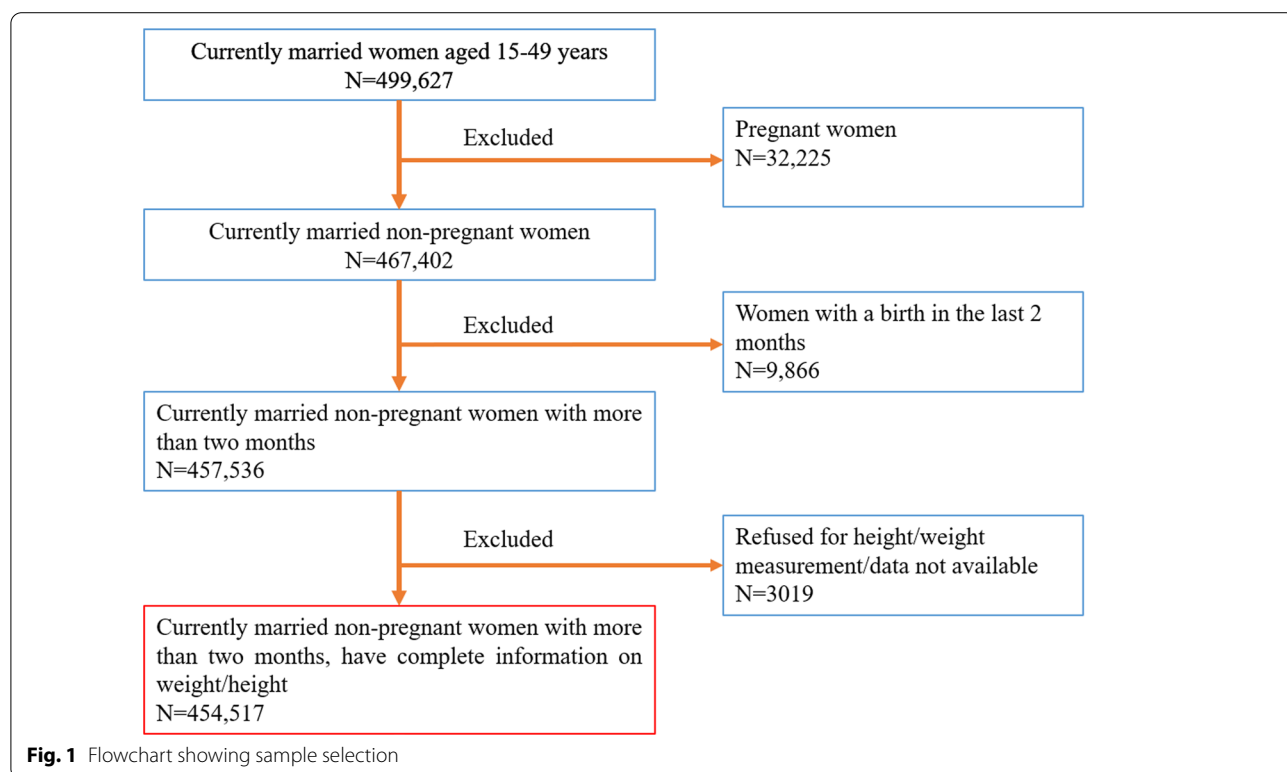 Currently married women aged 15-49 years
N=499,627
Excluded
Pregnant women
N=32,225
Currently married non-pregnant women
N=467,402
Excluded
Women with a birth in the last 2
months
N=9,866
Currently married non-pregnant women with more
than two months
N=457,536
Excluded
Refused for height/weight
measurement/data not available
N=3019
Currently married non-pregnant women with more
than two months, have complete information on
weight/height
N=454,517
Fig. 1 Flowchart showing sample selection